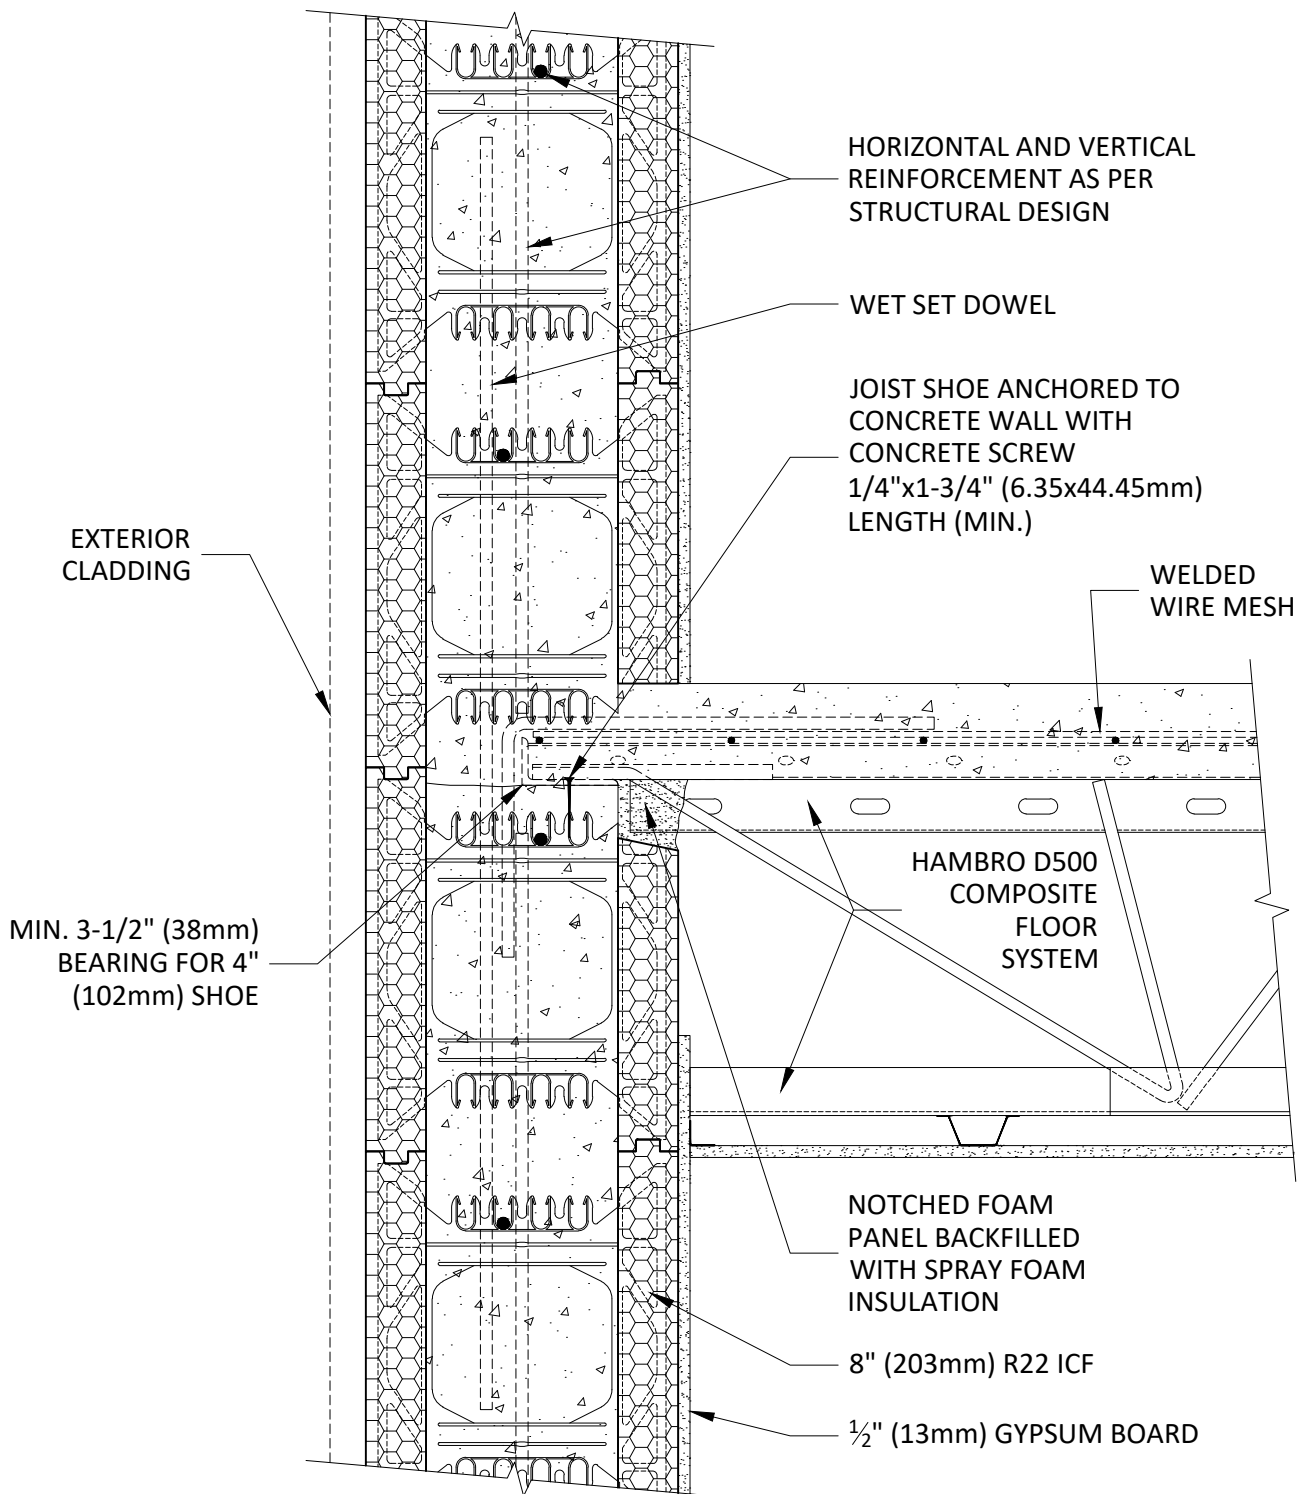 HORIZONTAL AND VERTICAL
REINFORCEMENT AS PER
STRUCTURAL DESIGN
WET SET DOWEL
JOIST SHOE ANCHORED TO
CONCRETE WALL WITH
CONCRETE SCREW
1/4"x1-3/4" (6.35x44.45mm)
LENGTH (MIN.)
EXTERIOR
CLADDING
WELDED
WIRE MESH
HAMBRO D500
COMPOSITE
FLOOR
SYSTEM
MIN. 3-1/2" (38mm)
BEARING FOR 4"
(102mm) SHOE
NOTCHED FOAM
PANEL BACKFILLED
WITH SPRAY FOAM
INSULATION
8" (203mm) R22 ICF
½" (13mm) GYPSUM BOARD